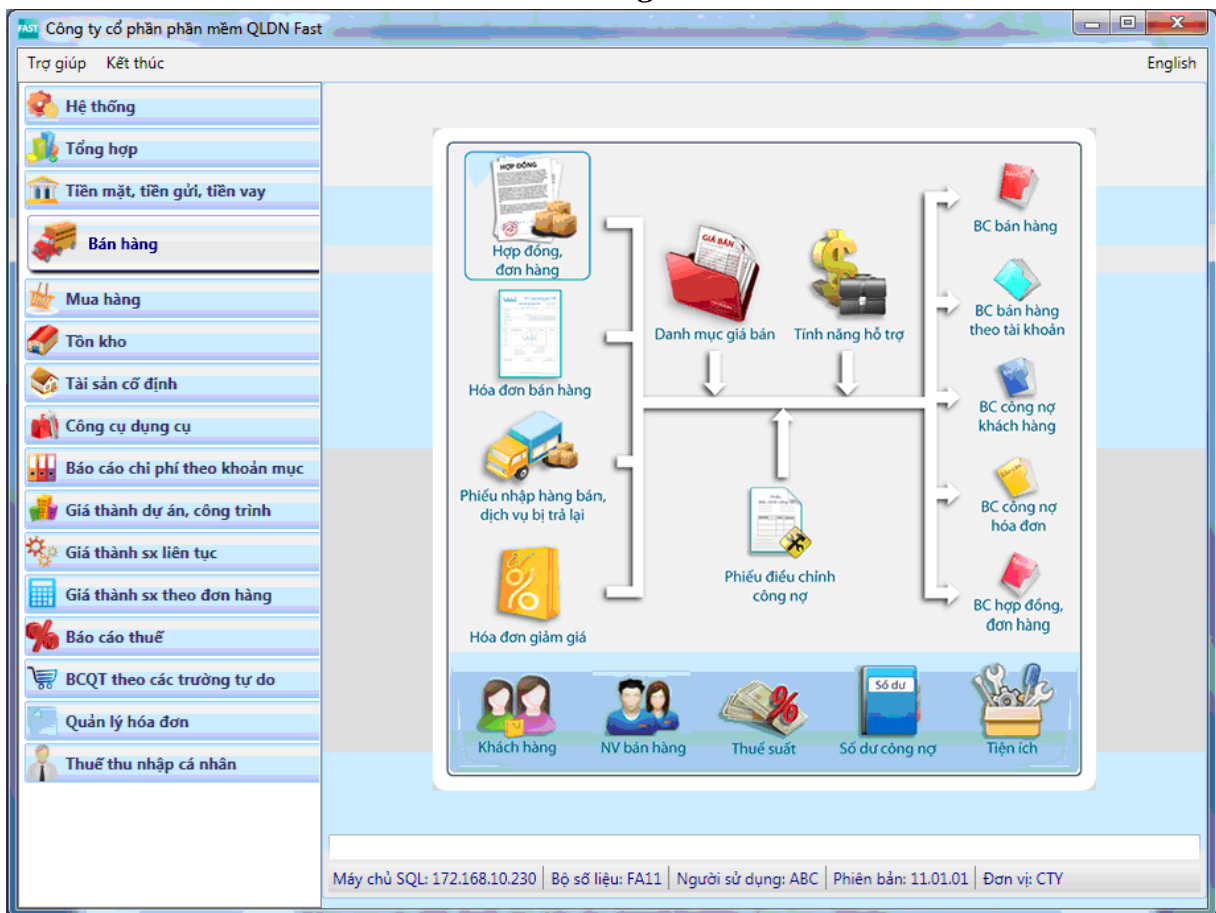 FAST Công ty cổ phần phần mềm QLDN Fast
Trợ giúp Kết thúc English
Hệ thống
Tổng hợp
Tiền mặt, tiền gửi, tiền vay
Bán hàng
Mua hàng
Tồn kho
Tài sản cố định
Công cụ dụng cụ
Báo cáo chi phí theo khoản mục
Giá thành dự án, công trình
Giá thành sx liên tục
Giá thành sx theo đơn hàng
Báo cáo thuế
BCQT theo các trường tự do
Quản lý hóa đơn
Thuế thu nhập cá nhân
HỢP ĐỒNG
Hợp đồng,
đơn hàng
Hóa đơn bán hàng
Phiếu nhập hàng bán,
dịch vụ bị trả lại
Hóa đơn giảm giá
GIÁ BÁN
Danh mục giá bán
Tính năng hỗ trợ
Phiếu điều chỉnh
công nợ
BC bán hàng
BC bán hàng
theo tài khoản
BC công nợ
khách hàng
BC công nợ
hóa đơn
BC hợp đồng,
đơn hàng
Khách hàng
NV bán hàng
Thuế suất
Số dư
Số dư công nợ
Tiện ích
Máy chủ SQL: 172.168.10.230 Bộ số liệu: FA11 Người sử dụng: ABC Phiên bản: 11.01.01 Đơn vị: CTY